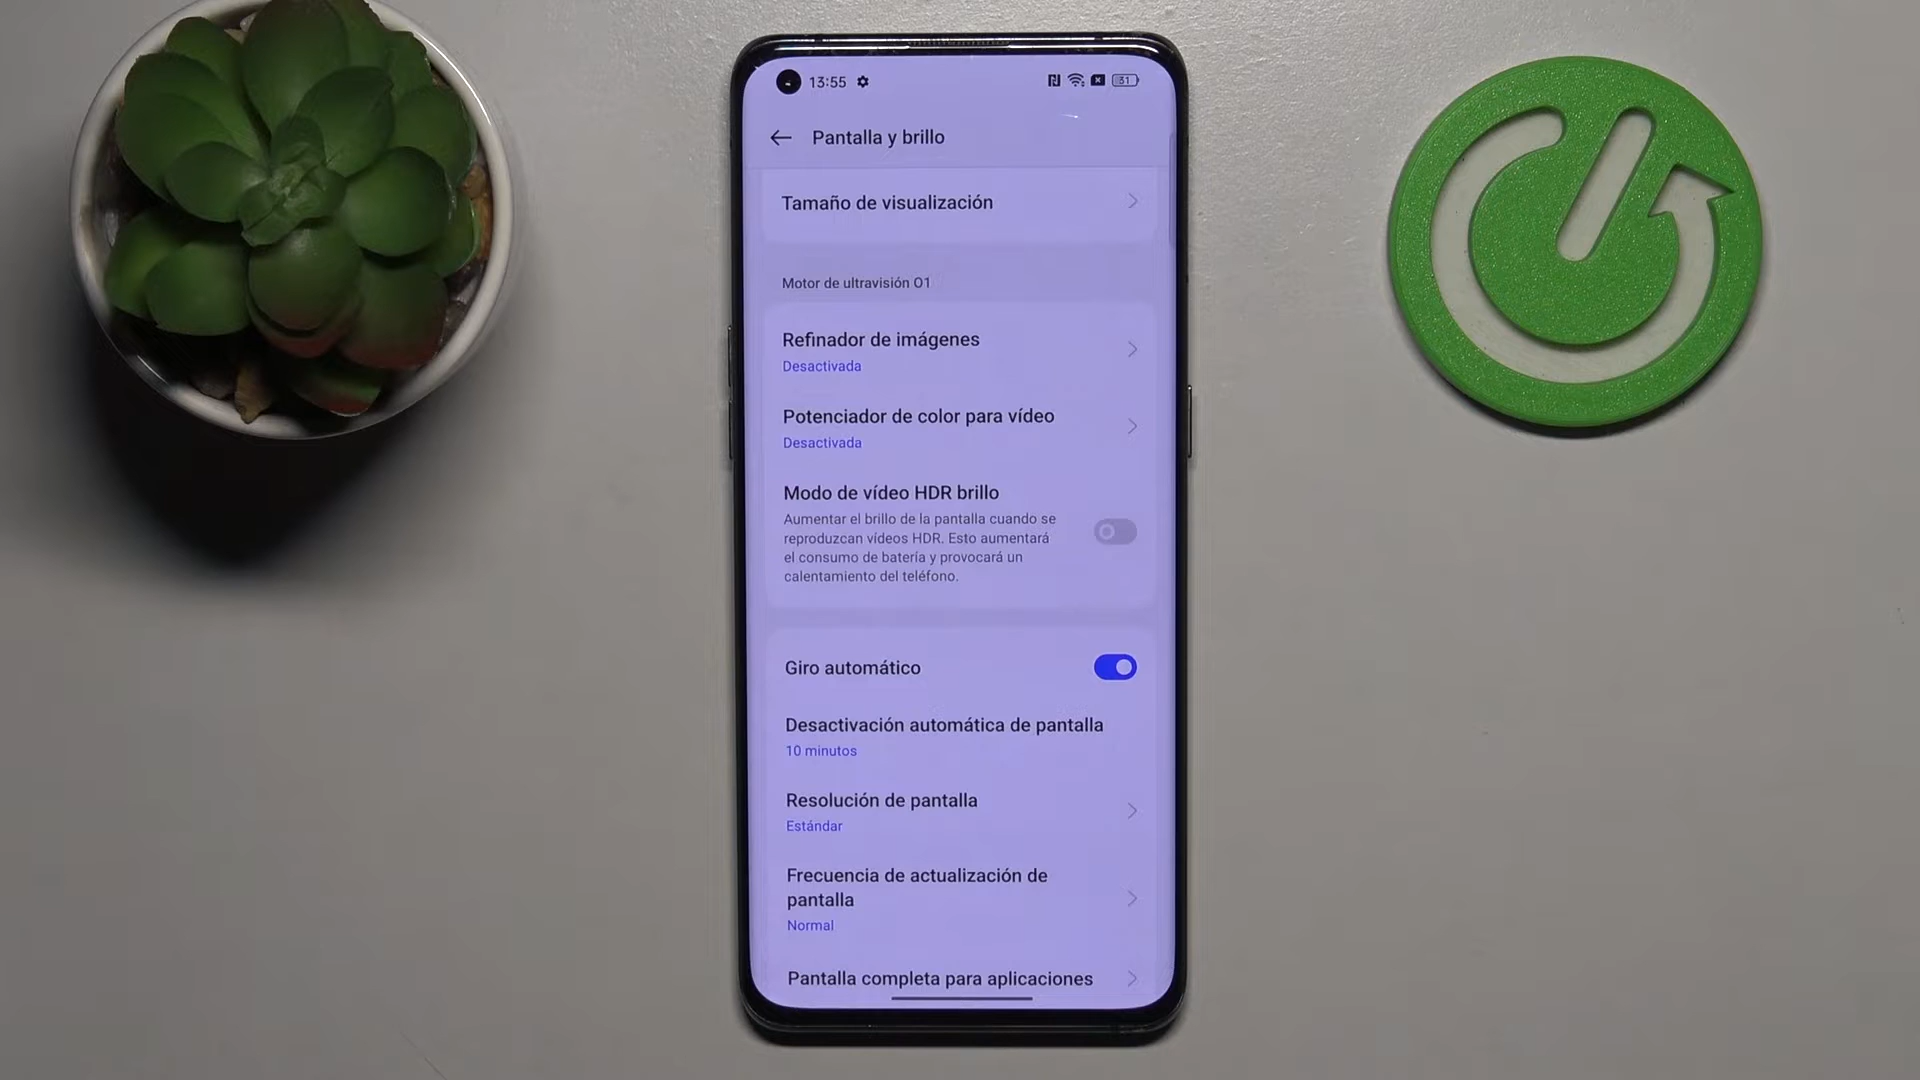 13:55
31
Pantalla y brillo
Tamaño de visualización
Motor de ultravisión O1
Refinador de imágenes
Desactivada
Potenciador de color para vídeo
Desactivada
Modo de vídeo HDR brillo
Aumentar el brillo de la pantalla cuando se
reproduzcan vídeos HDR. Esto aumentará
el consumo de batería y provocará un
calentamiento del teléfono.
Giro automático
Desactivación automática de pantalla
10 minutos
Resolución de pantalla
Estándar
Frecuencia de actualización de
pantalla
Normal
Pantalla completa para aplicaciones